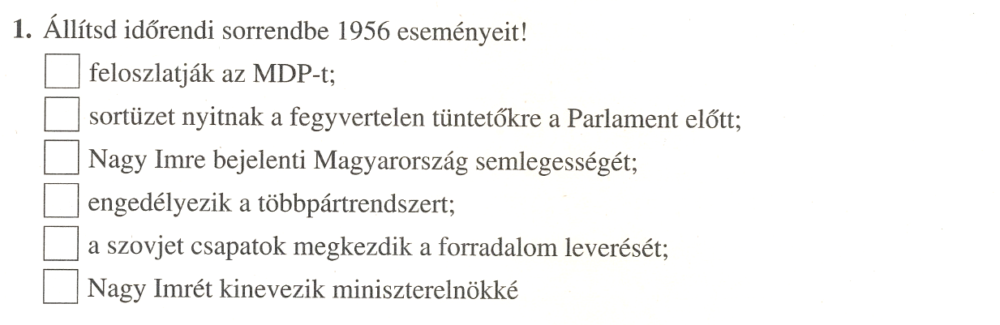 1. Állítsd időrendi sorrendbe 1956 eseményeit!
feloszlatják az MDP-t;
sortüzet nyitnak a fegyvertelen tüntetőkre a Parlament előtt;
Nagy Imre bejelenti Magyarország semlegességét;
engedélyezik a többpártrendszert;
a szovjet csapatok megkezdik a forradalom leverését;
Nagy Imrét kinevezik miniszterelnökké